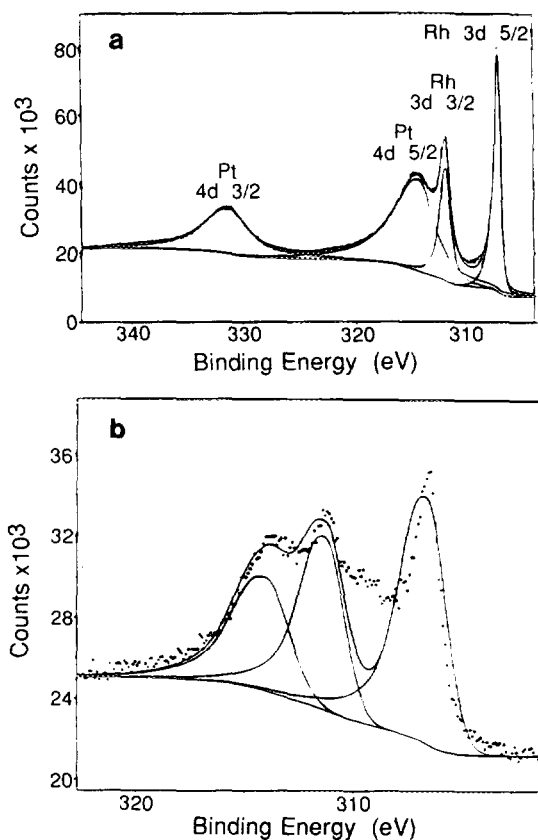 a
Rh 3d 5/2
Rh
3d 3/2
Pt
4d 5/2
Pt
4d 3/2
80
60
40
20
0
Counts x 10³
340 330 320 310
Binding Energy (eV)
b
36
32
28
24
20
Counts x10³
320 310
Binding Energy (eV)